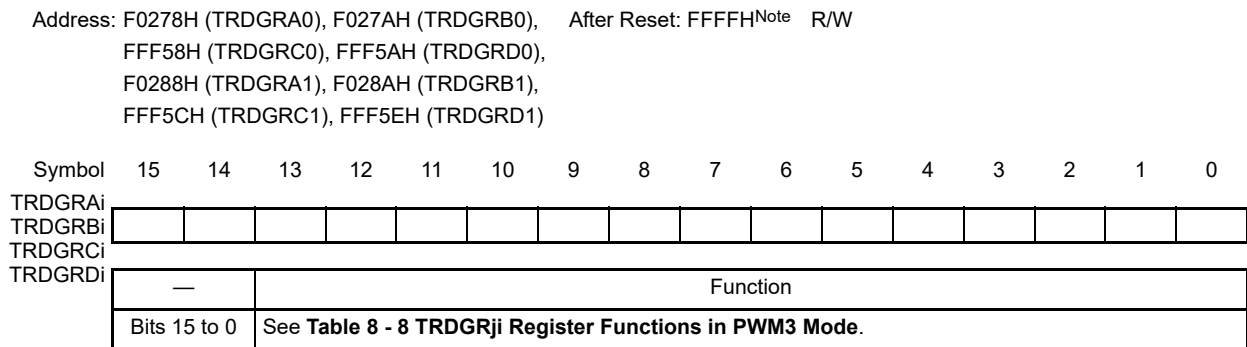 Address: F0278H (TRDGRA0), F027AH (TRDGRB0), After Reset: FFFFHNote R/W
FFF58H (TRDGRC0), FFF5AH (TRDGRD0),
F0288H (TRDGRA1), F028AH (TRDGRB1),
FFF5CH (TRDGRC1), FFF5EH (TRDGRD1)
Symbol 15 14 13 12 11 10 9 8 7 6 5 4 3 2 1 0
TRDGRAi
TRDGRBi
TRDGRCi
TRDGRDi
— Function
Bits 15 to 0 See Table 8 - 8 TRDGRji Register Functions in PWM3 Mode.